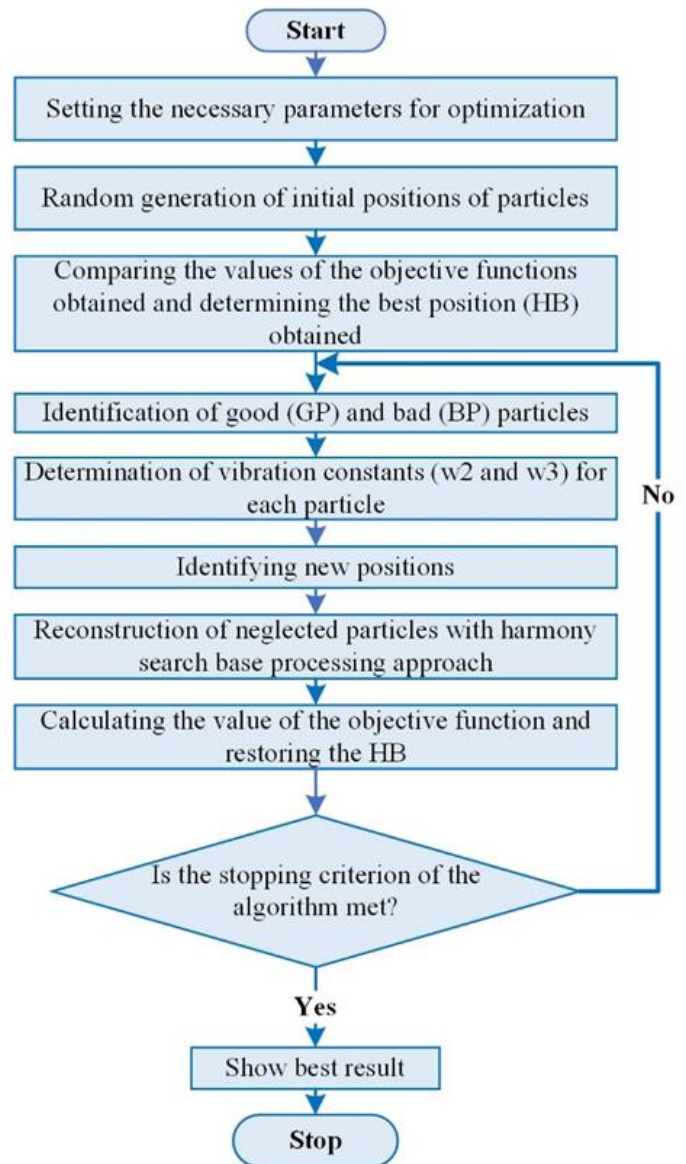 Start
Setting the necessary parameters for optimization
Random generation of initial positions of particles
Comparing the values of the objective functions
obtained and determining the best position (HB)
obtained
Identification of good (GP) and bad (BP) particles
Determination of vibration constants (w2 and w3) for
each particle
No
Identifying new positions
Reconstruction of neglected particles with harmony
search base processing approach
Calculating the value of the objective function and
restoring the HB
Is the stopping criterion of the
algorithm met?
Yes
Show best result
Stop